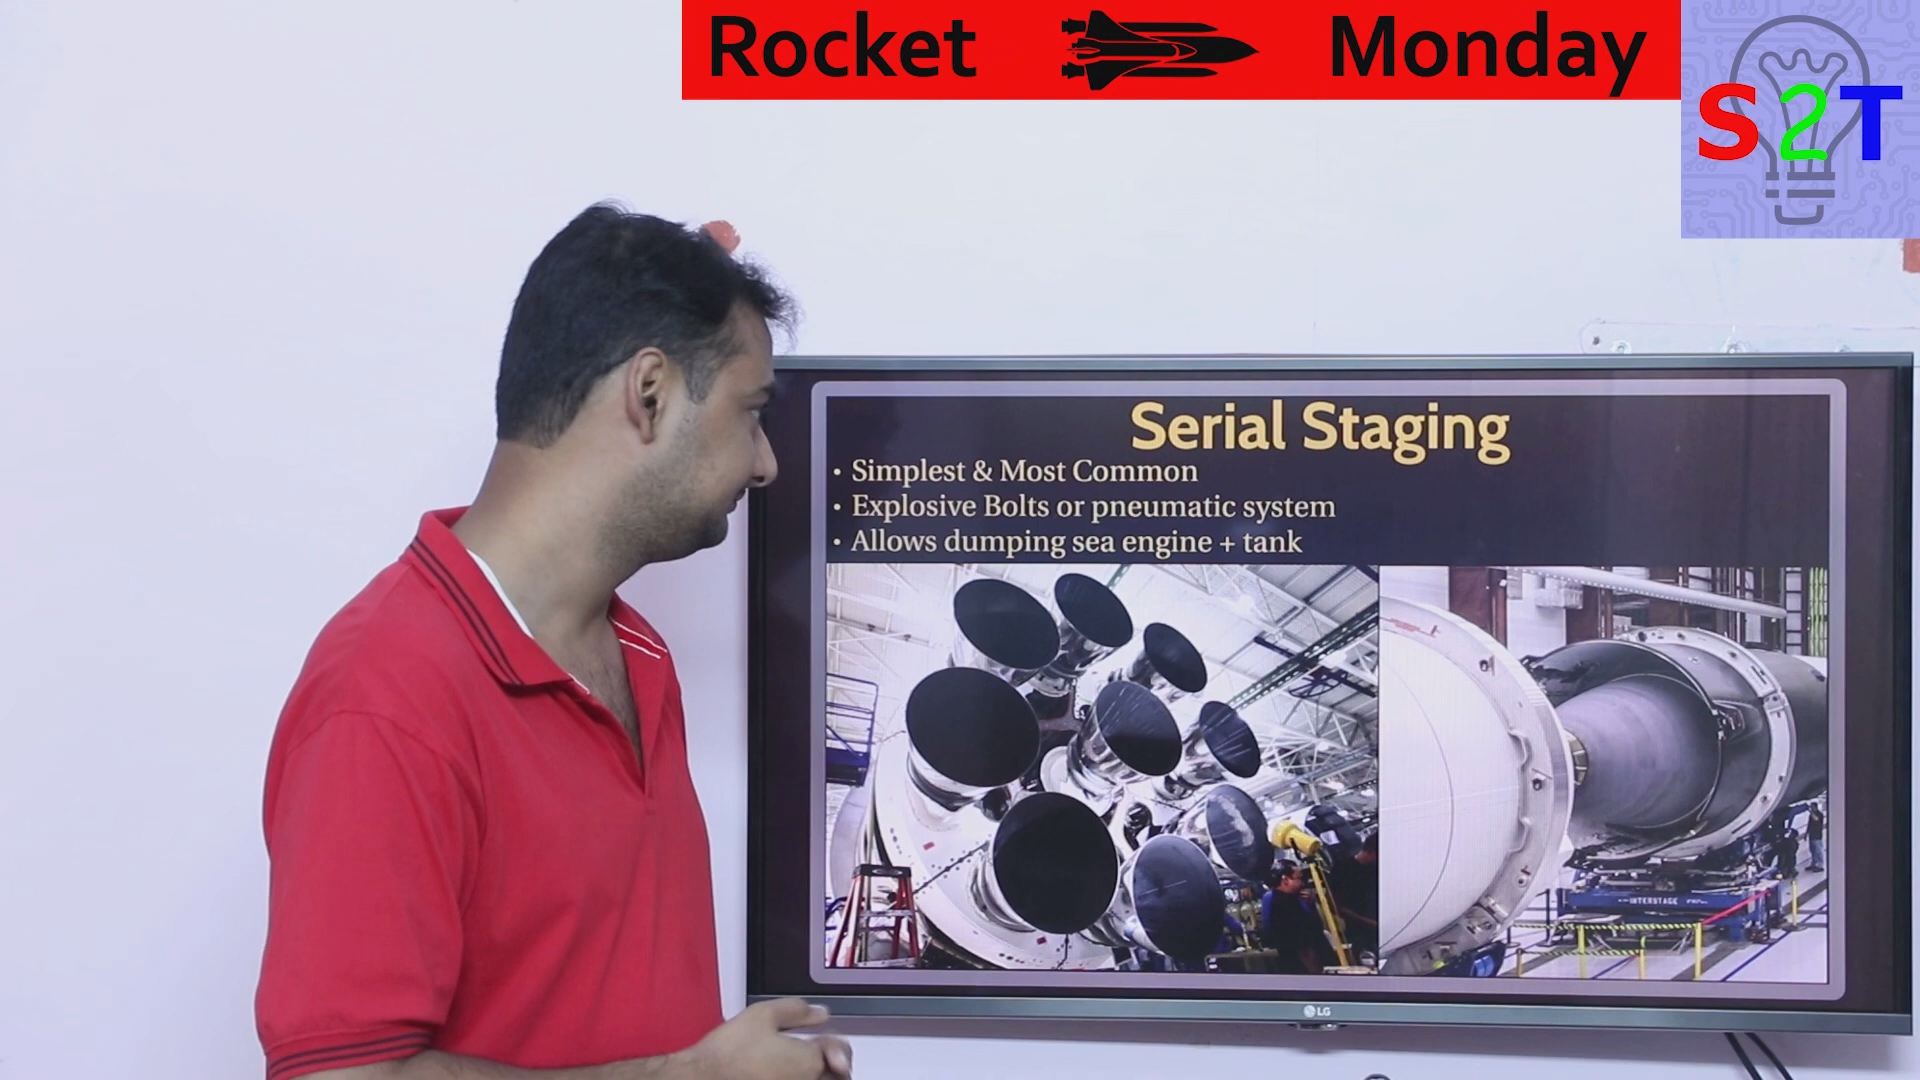 Rocket Monday
S2T
Serial Staging
• Simplest & Most Common
• Explosive Bolts or pneumatic system
• Allows dumping sea engine + tank
INTERSTAGE
LG